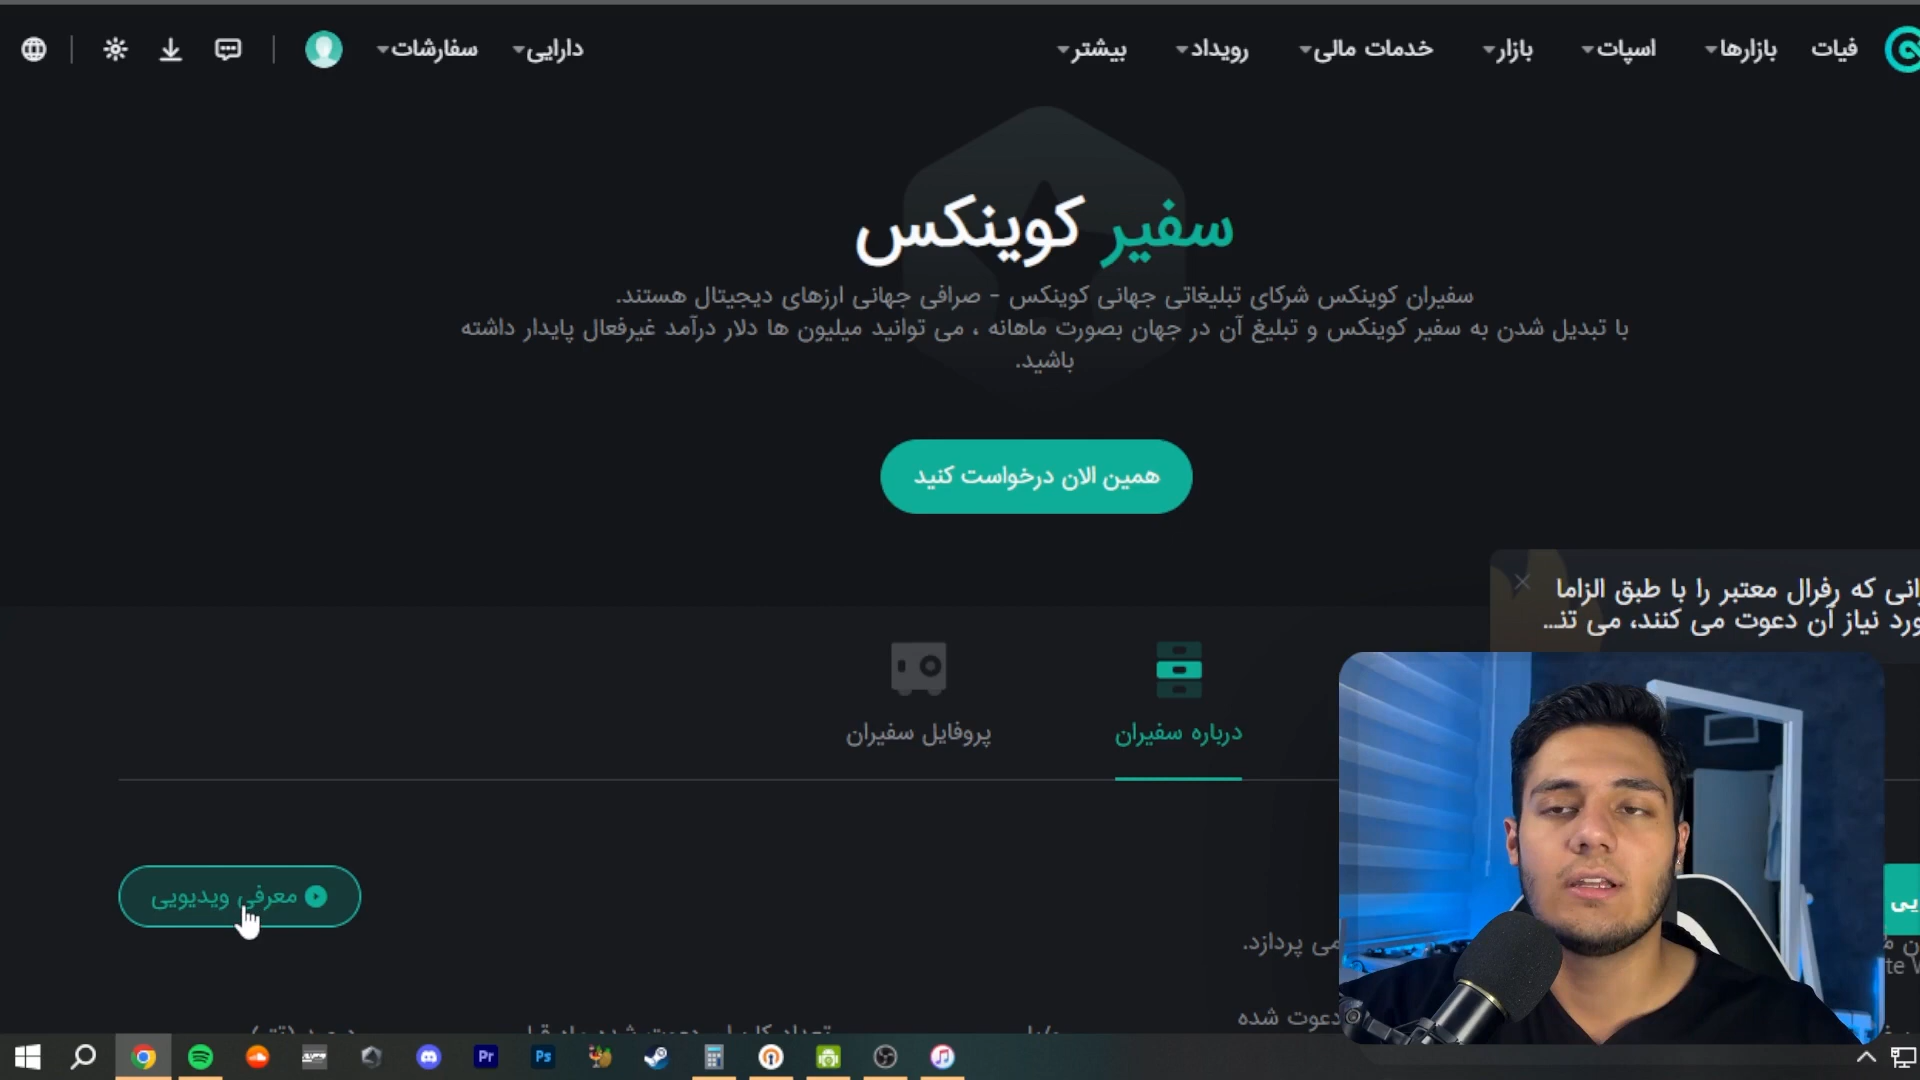 فیات
بازارها
اسپات
بازار
خدمات مالی
رویداد
بیشتر
دارایی
سفارشات
سفیر کوینکس
سفیران کوینکس شرکای تبلیغاتی جهانی کوینکس - صرافی جهانی ارزهای دیجیتال هستند.
با تبدیل شدن به سفیر کوینکس و تبلیغ آن در جهان بصورت ماهانه ، می توانید میلیون ها دلار درآمد غیرفعال پایدار داشته
باشید.
همین الان درخواست کنید
که رفرال معتبر را با طبق الزاما
نیاز آن دعوت می کنند، می تنـ...
درباره سفیران
پروفایل سفیران
معرفی ویدیویی
می پردازد.
دعوت شده
Pr
Ps